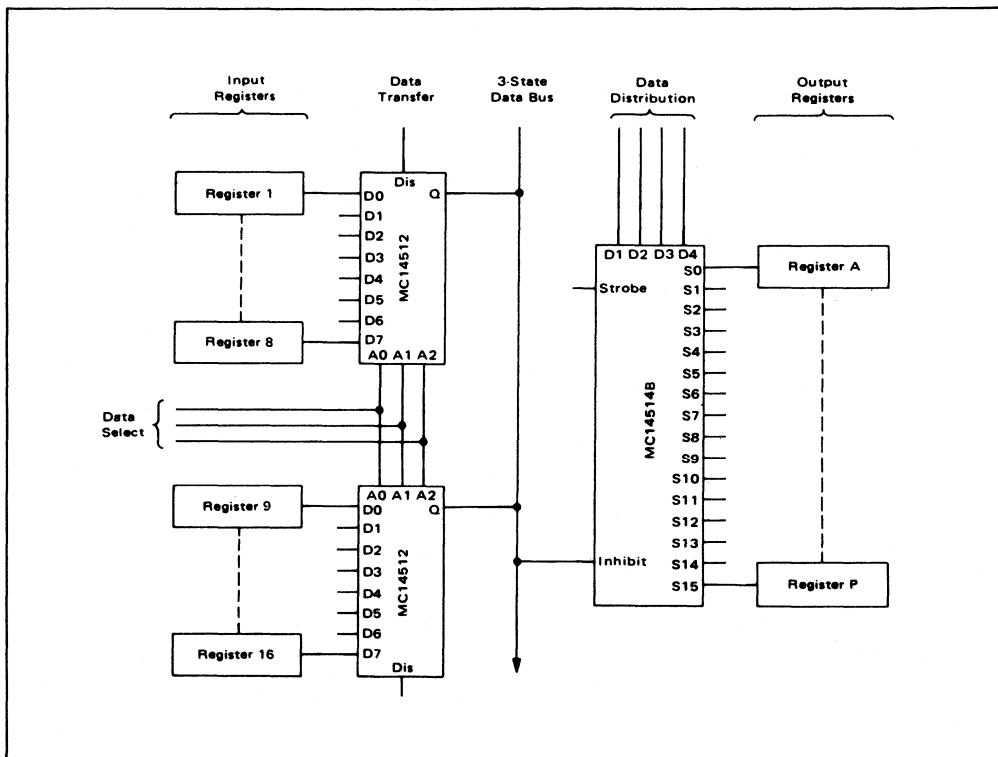 Input
Registers
Data
Transfer
3-State
Data Bus
Data
Distribution
Output
Registers
Register 1
Register 8
Dis
Q
D0
D1
D2
D3
D4
D5
D6
D7
A0 A1 A2
MC14512
Data
Select
Register 9
Register 16
A0 A1 A2
Q
D0
D1
D2
D3
D4
D5
D6
D7
Dis
MC14512
D1 D2 D3 D4
Strobe
Inhibit
MC14514B
S0
S1
S2
S3
S4
S5
S6
S7
S8
S9
S10
S11
S12
S13
S14
S15
Register A
Register P